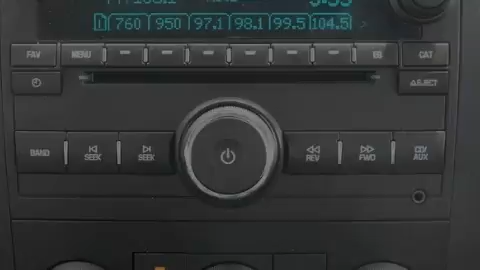 1 760 950 97.1 98.1 99.5 104.5 >
FAV MENU CAT
EJECT
BAND SEEK SEEK REV FWD CD/AUX